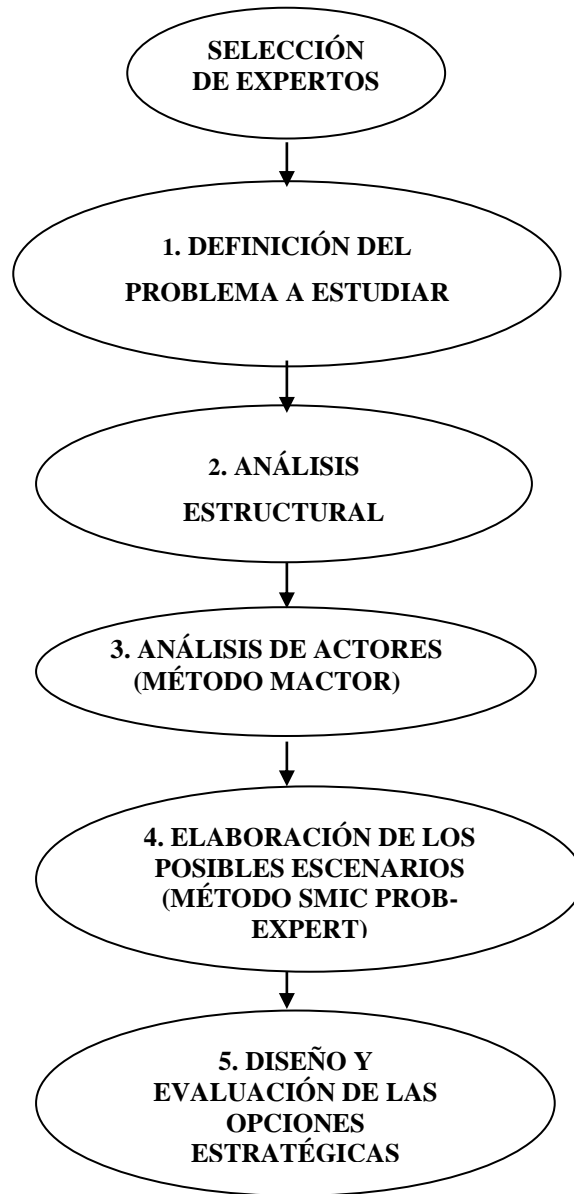 SELECCIÓN
DE EXPERTOS
1. DEFINICIÓN DEL
PROBLEMA A ESTUDIAR
2. ANÁLISIS
ESTRUCTURAL
3. ANÁLISIS DE ACTORES
(MÉTODO MACTOR)
4. ELABORACIÓN DE LOS
POSIBLES ESCENARIOS
(MÉTODO SMIC PROB-
EXPERT)
5. DISEÑO Y
EVALUACIÓN DE LAS
OPCIONES
ESTRATÉGICAS